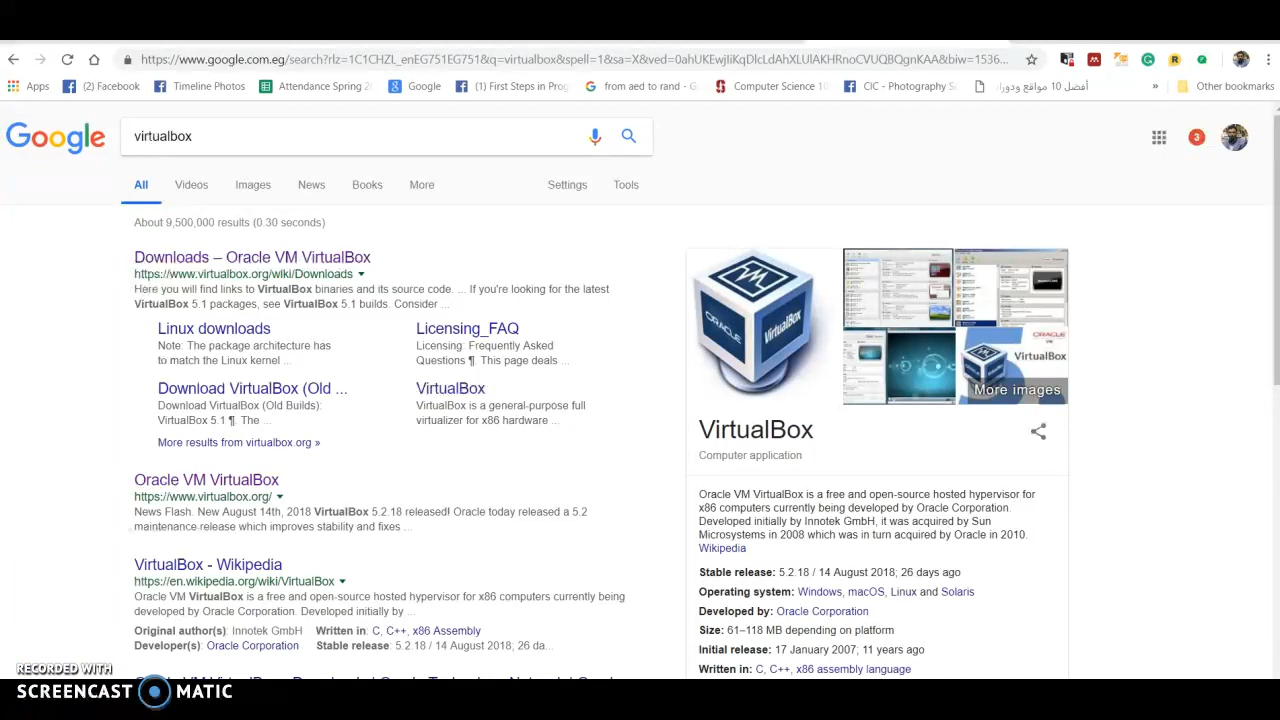 https://www.google.com.eg/search?rlz=1C1CHZL_enEG751EG751&q=virtualbox&spell=1&sa=X&ved=0ahUKEwjIiKqDlcLdAhXLUlAKHRnoCVUQBQgnKAA&biw=1536...
Apps (2) Facebook Timeline Photos Attendance Spring 2 Google (1) First Steps in Prog from aed to rand - G Computer Science 10 CIC - Photography S أفضل 10 مواقع ودورا » Other bookmarks
Google virtualbox 3
All Videos Images News Books More Settings Tools
About 9,500,000 results (0.30 seconds)
Downloads – Oracle VM VirtualBox
https://www.virtualbox.org/wiki/Downloads
Here you will find links to VirtualBox binaries and its source code. ... If you're looking for the latest
VirtualBox 5.1 packages, see VirtualBox 5.1 builds. Consider ...
Linux downloads
Note: The package architecture has
to match the Linux kernel ...
Licensing_FAQ
Licensing: Frequently Asked
Questions ¶. This page deals ...
Download VirtualBox (Old ...
Download VirtualBox (Old Builds):
VirtualBox 5.1 ¶. The ...
VirtualBox
VirtualBox is a general-purpose full
virtualizer for x86 hardware ...
More results from virtualbox.org »
Oracle VM VirtualBox
https://www.virtualbox.org/
News Flash. New August 14th, 2018 VirtualBox 5.2.18 released! Oracle today released a 5.2
maintenance release which improves stability and fixes ...
VirtualBox - Wikipedia
https://en.wikipedia.org/wiki/VirtualBox
Oracle VM VirtualBox is a free and open-source hosted hypervisor for x86 computers currently being
developed by Oracle Corporation. Developed initially by ...
Original author(s): Innotek GmbH Written in: C, C++, x86 Assembly
Developer(s): Oracle Corporation Stable release: 5.2.18 / 14 August 2018; 26 da...
VM
ORACLE
VirtualBox
ORACLE
VirtualBox
More images
VirtualBox
Computer application
Oracle VM VirtualBox is a free and open-source hosted hypervisor for
x86 computers currently being developed by Oracle Corporation.
Developed initially by Innotek GmbH, it was acquired by Sun
Microsystems in 2008 which was in turn acquired by Oracle in 2010.
Wikipedia
Stable release: 5.2.18 / 14 August 2018; 26 days ago
Operating system: Windows, macOS, Linux and Solaris
Developed by: Oracle Corporation
Size: 61–118 MB depending on platform
Initial release: 17 January 2007; 11 years ago
Written in: C, C++, x86 assembly language
RECORDED WITH
SCREENCAST MATIC